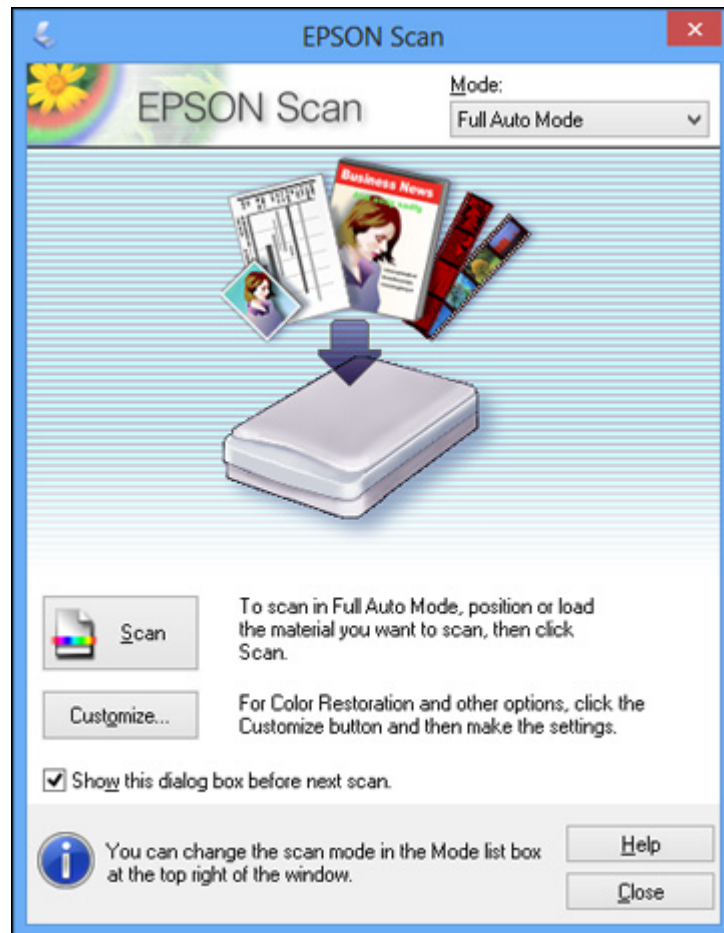 EPSON Scan
EPSON Scan
Mode:
Full Auto Mode
Business News
Scan
To scan in Full Auto Mode, position or load
the material you want to scan, then click
Scan.
Customize...
For Color Restoration and other options, click the
Customize button and then make the settings.
Show this dialog box before next scan.
You can change the scan mode in the Mode list box
at the top right of the window.
Help
Close